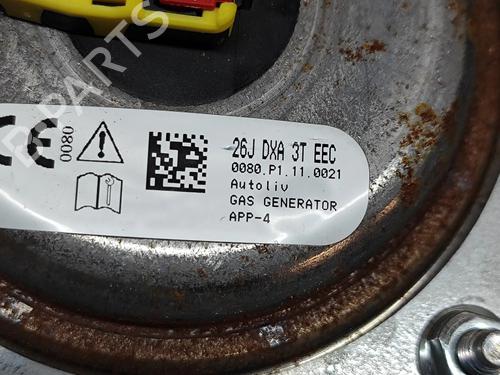 CE
0080
26J DXA 3T EEC
0080.P1.11.0021
Autoliv
GAS GENERATOR
APP-4
B PARTS